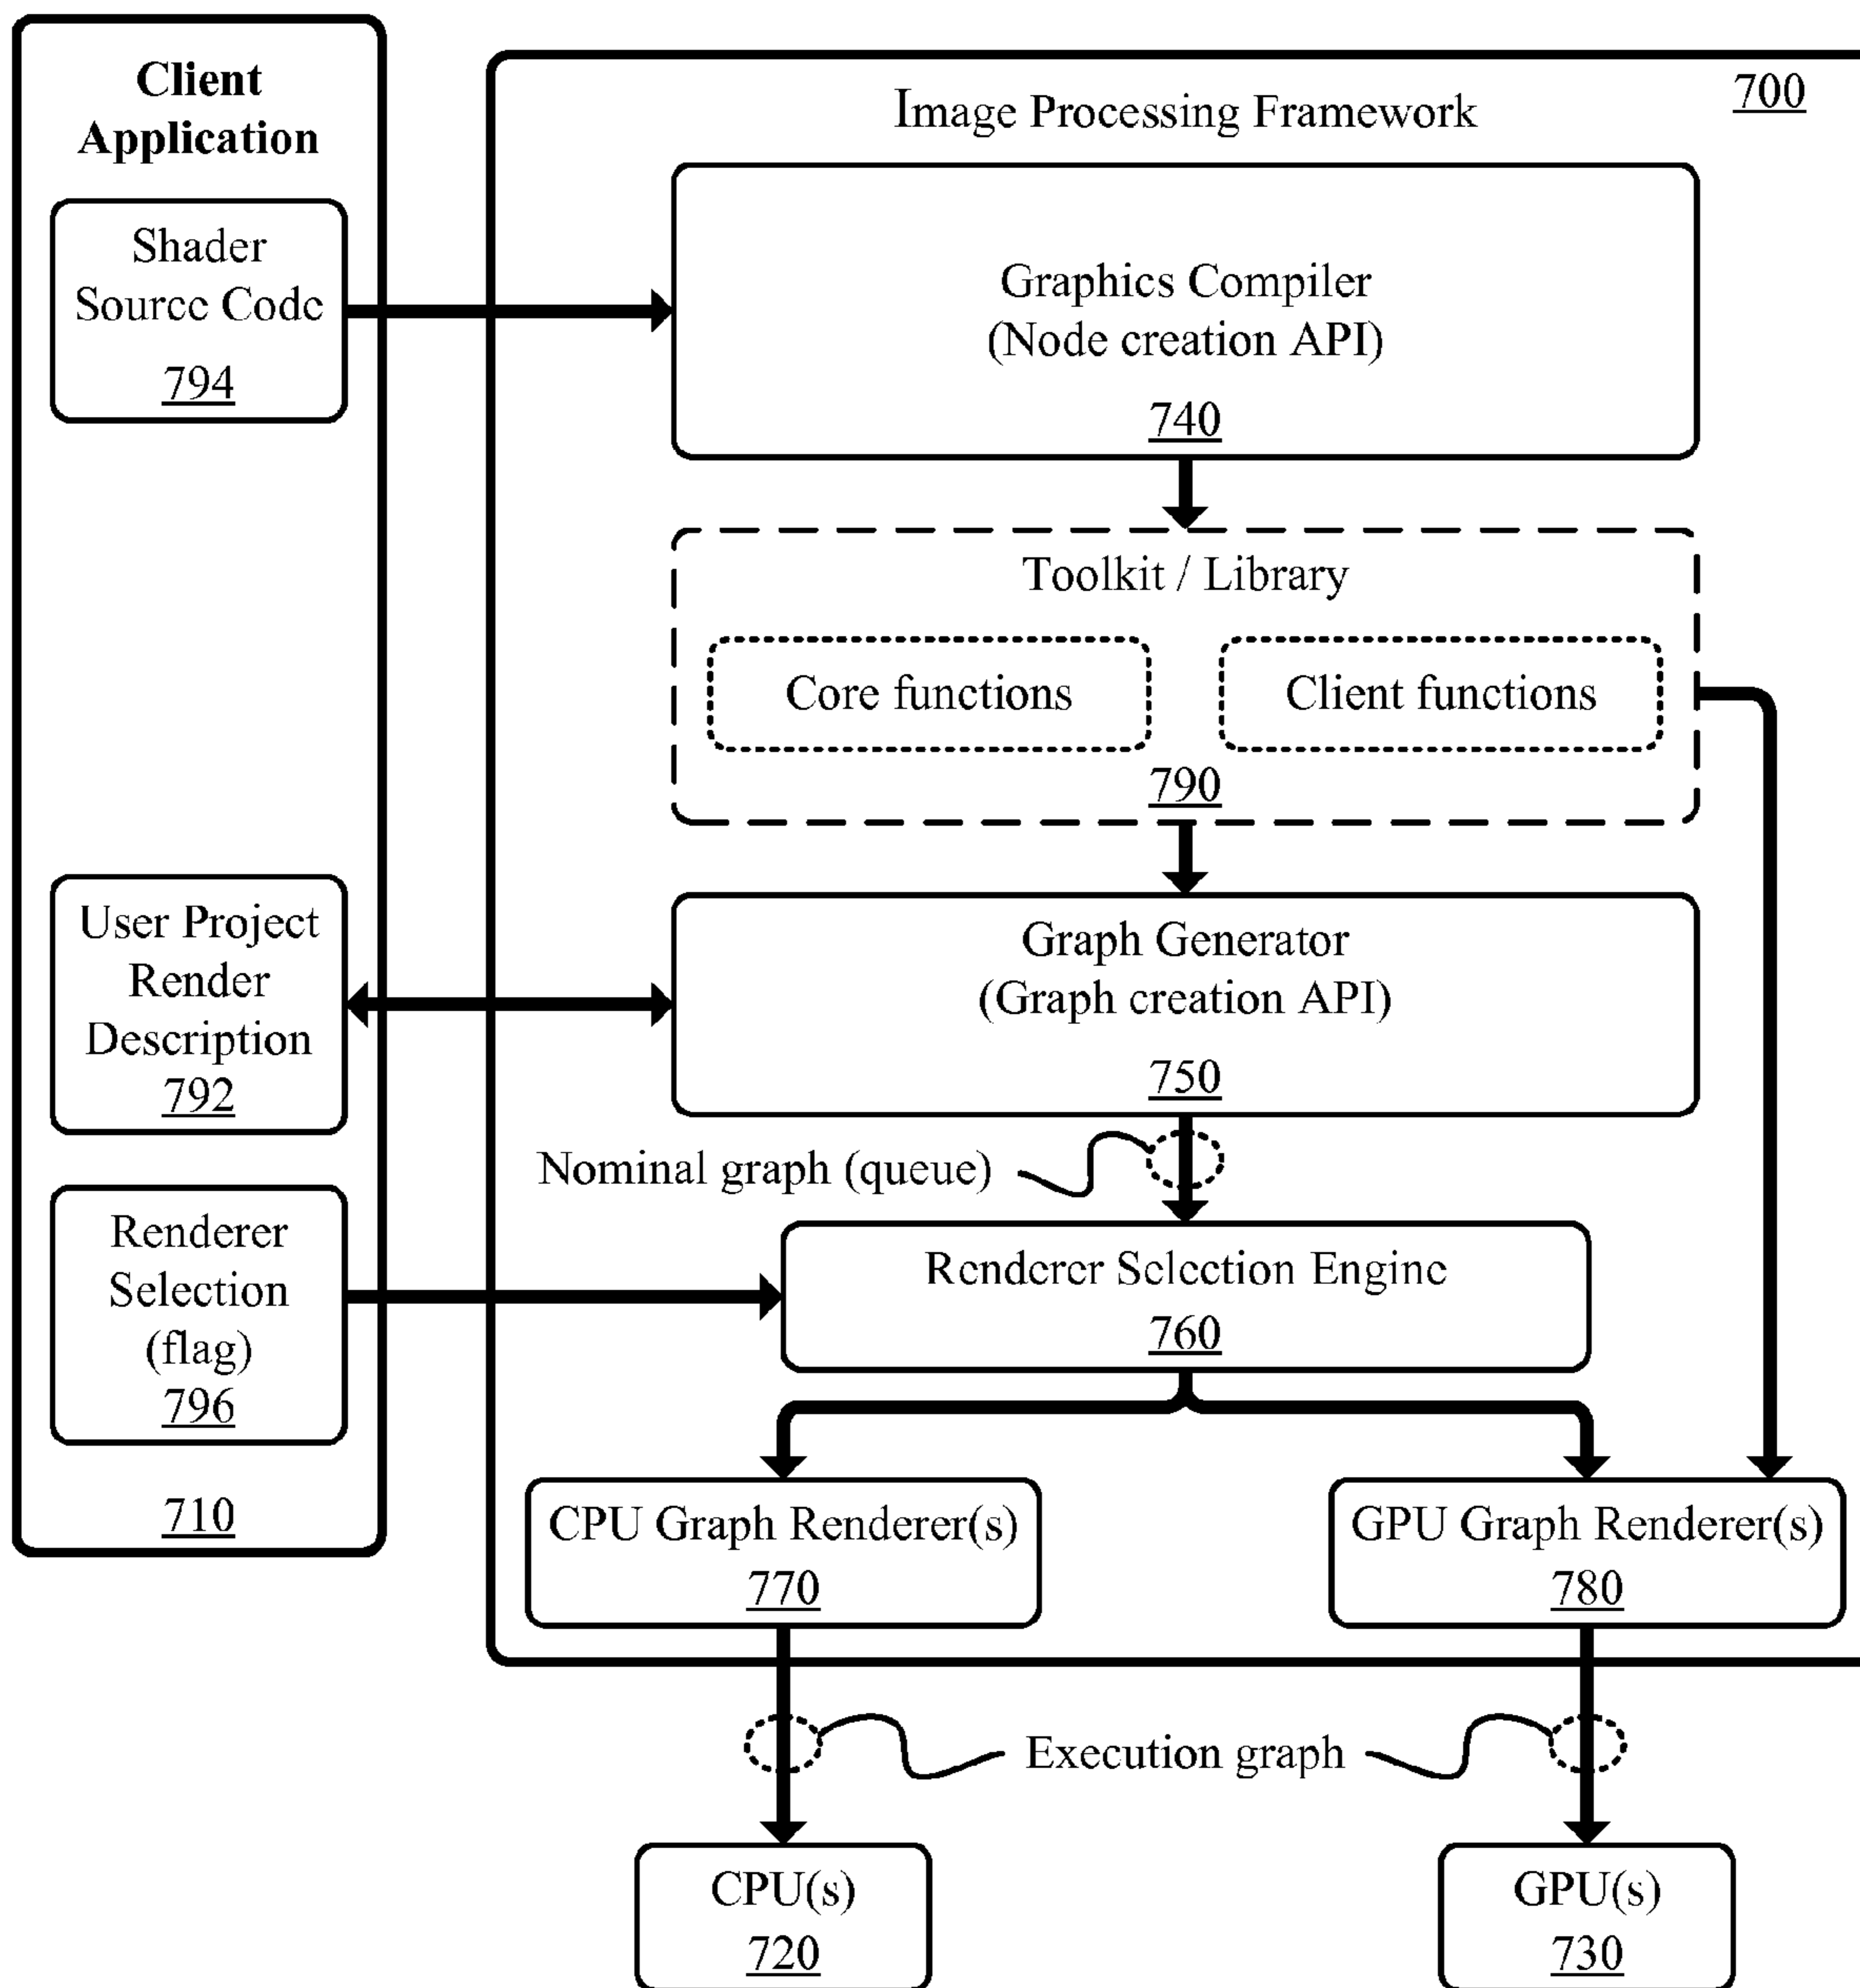 Client
Application
Shader
Source Code
794
User Project
Render
Description
792
Renderer
Selection
(flag)
796
710
Image Processing Framework
700
Graphics Compiler
(Node creation API)
740
Toolkit / Library
Core functions
Client functions
790
Graph Generator
(Graph creation API)
750
Nominal graph (queue)
Renderer Selection Engine
760
CPU Graph Renderer(s)
770
GPU Graph Renderer(s)
780
Execution graph
CPU(s)
720
GPU(s)
730